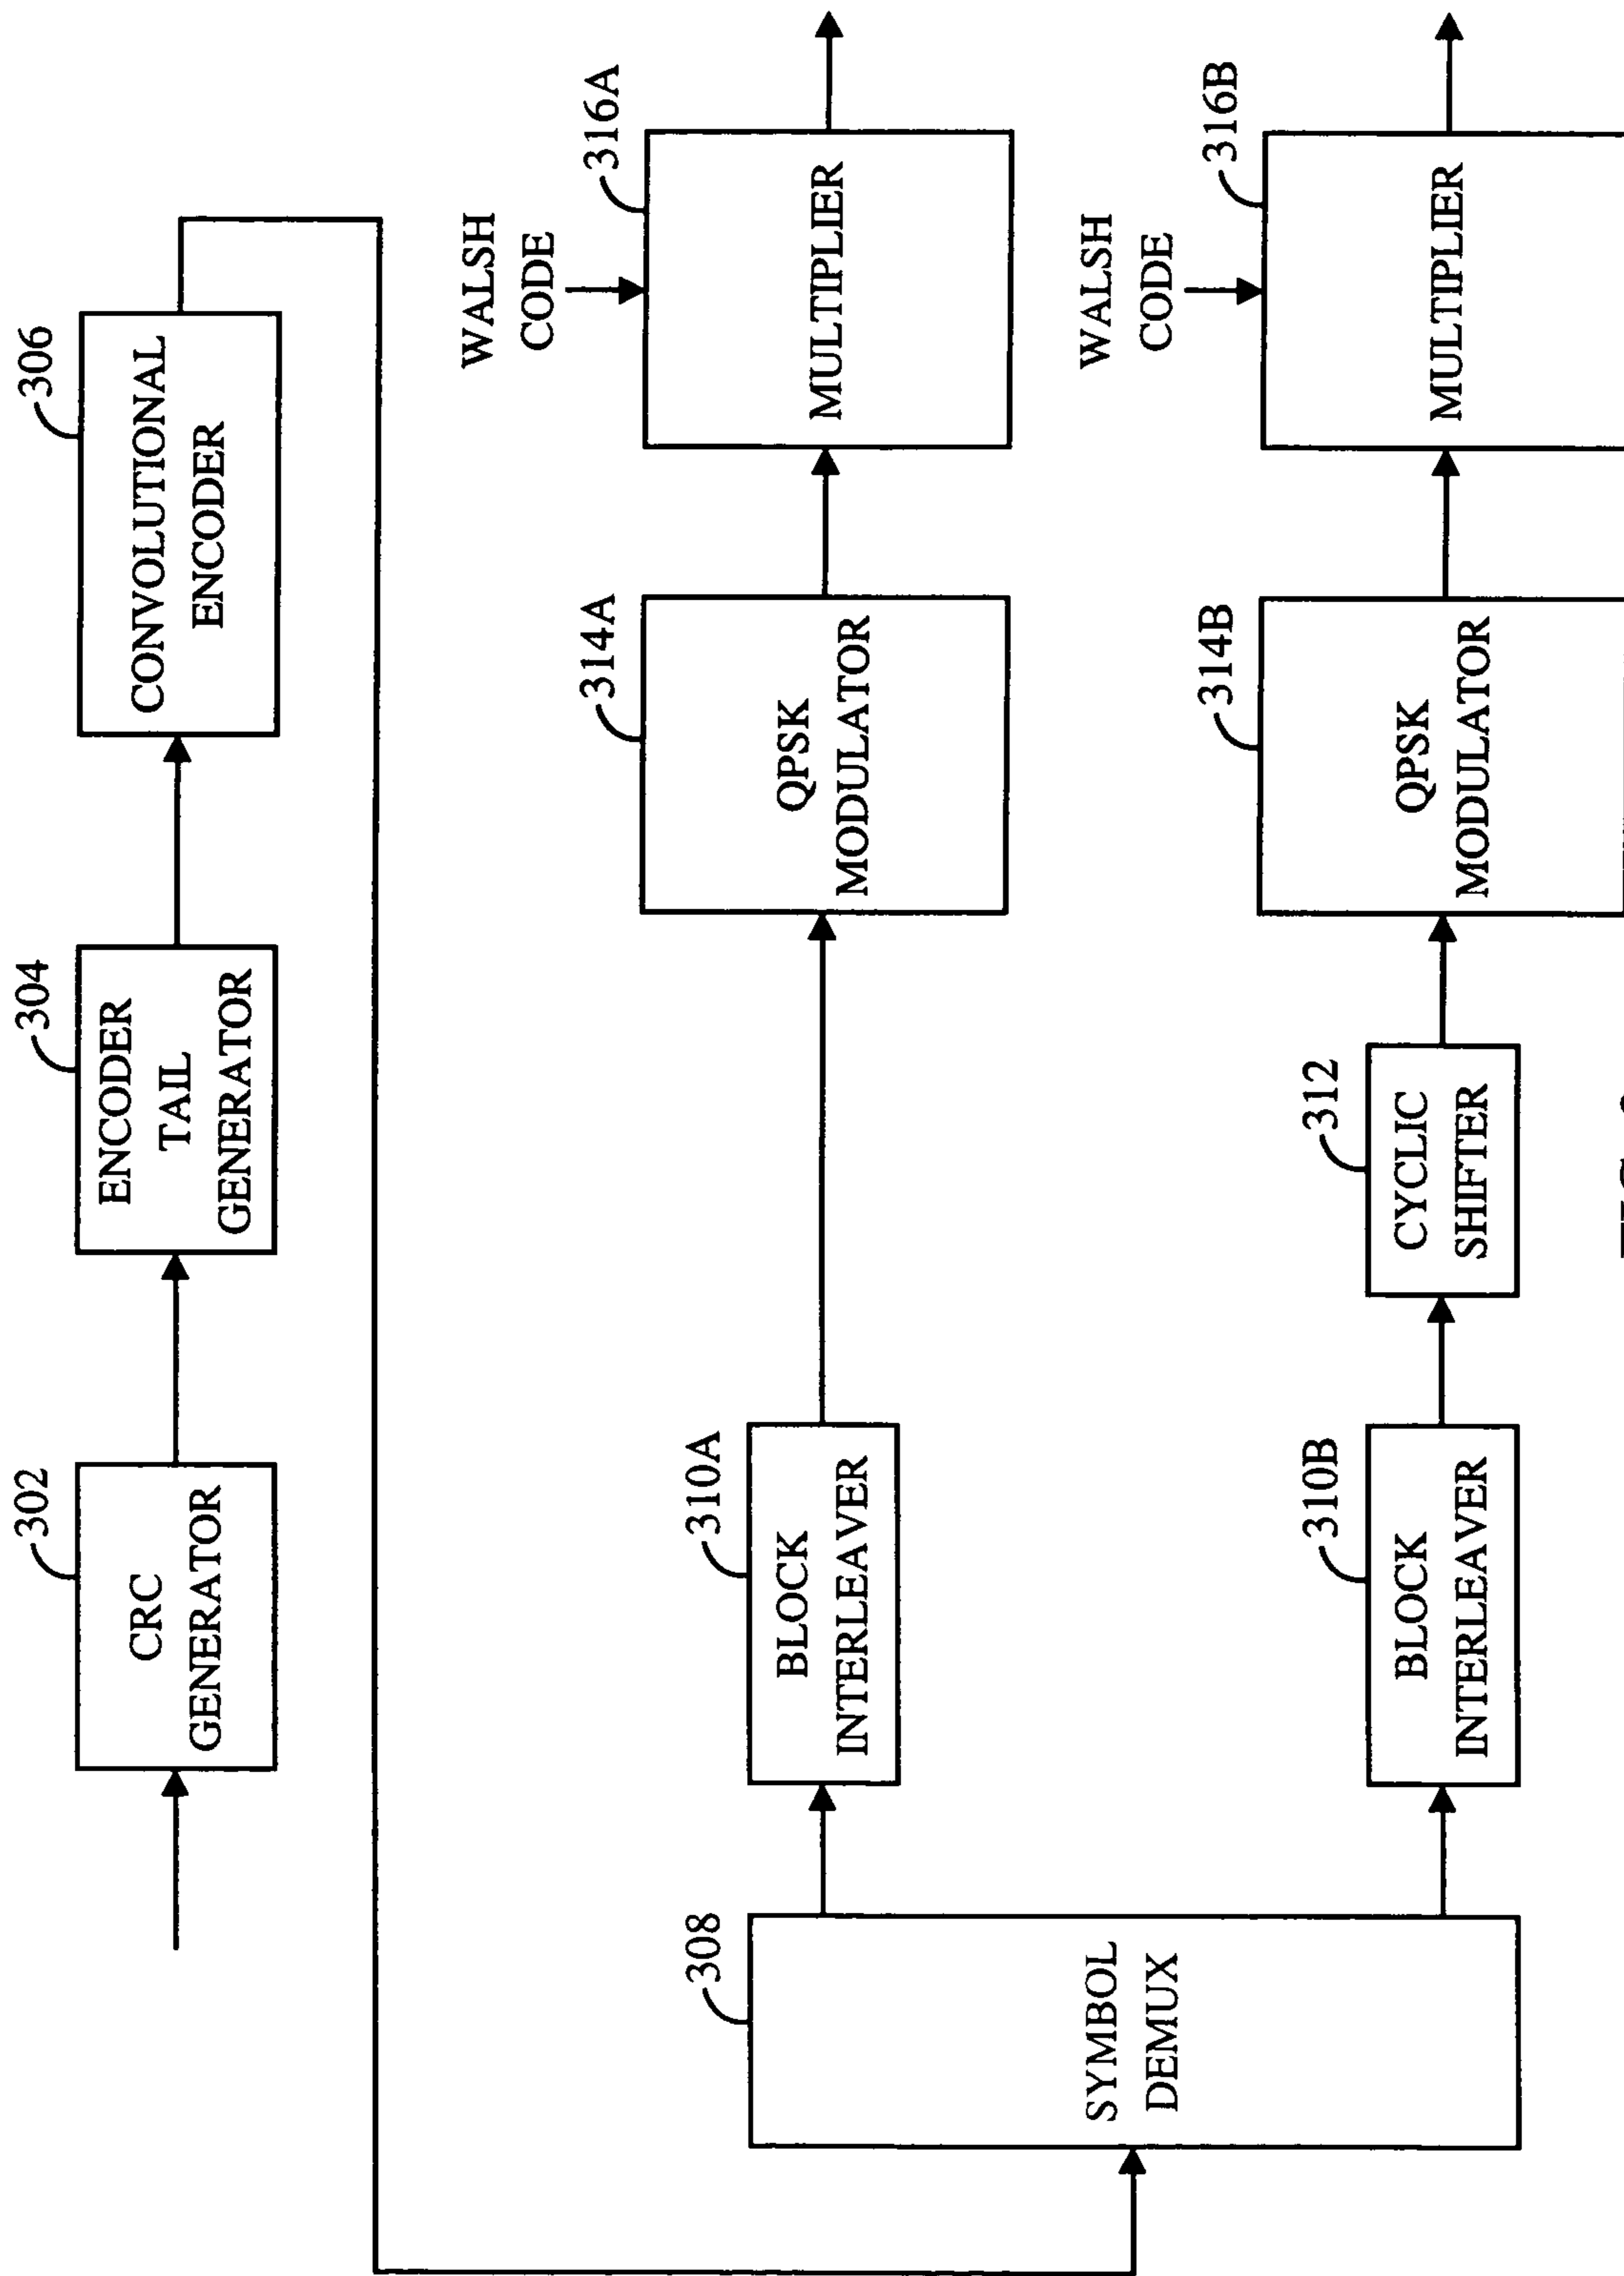 302
CRC
GENERATOR
304
ENCODER
TAIL
GENERATOR
306
CONVOLUTIONAL
ENCODER
308
SYMBOL
DEMUX
310A
BLOCK
INTERLEAVER
314A
QPSK
MODULATOR
WALSH
CODE
316A
MULTIPLIER
310B
BLOCK
INTERLEAVER
312
CYCLIC
SHIFTER
314B
QPSK
MODULATOR
WALSH
CODE
316B
MULTIPLIER